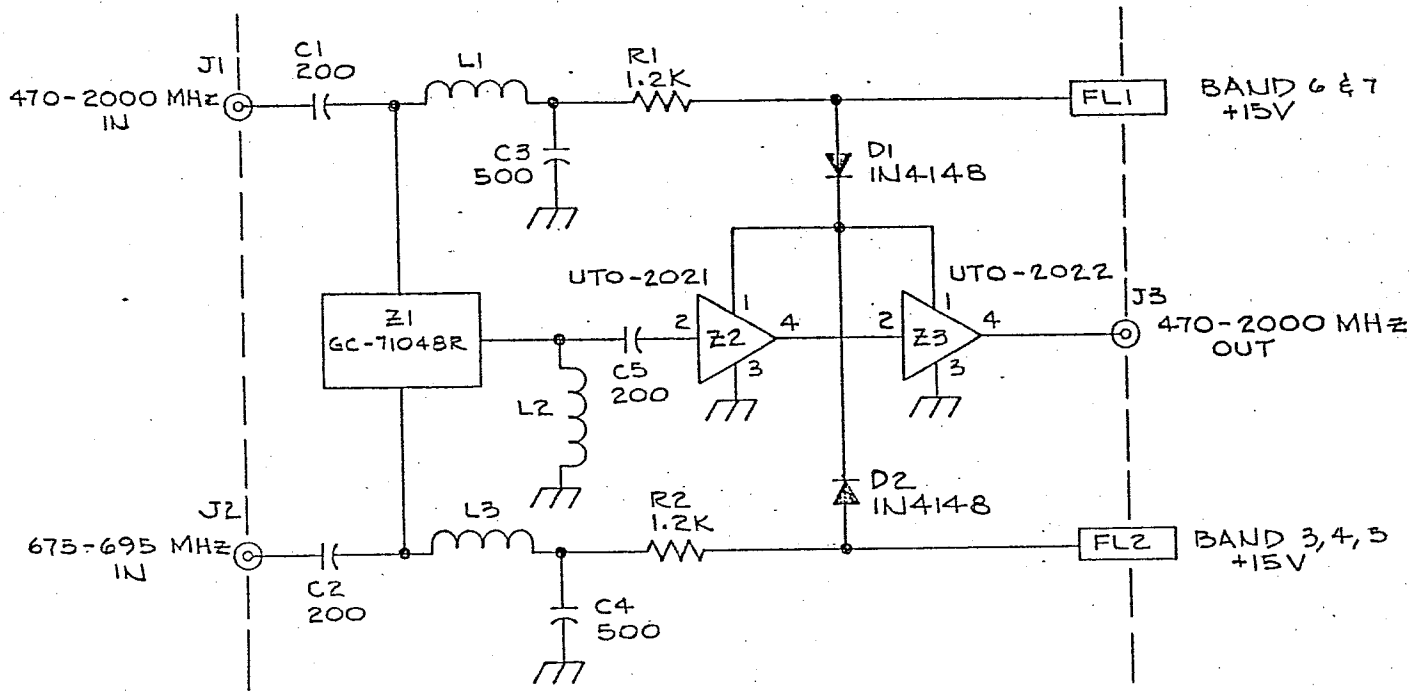 C1
200
L1
R1
1.2K
J1
470-2000 MHz
IN
FL1
BAND 6 & 7
+15V
C3
500
D1
1N4148
UTO-2021
UTO-2022
Z1
GC-71048R
1
2
Z2
4
3
1
2
Z3
4
3
J3
470-2000 MHz
OUT
C5
200
L2
D2
1N4148
J2
L3
R2
1.2K
675-695 MHz
IN
FL2
BAND 3,4,5
+15V
C2
200
C4
500